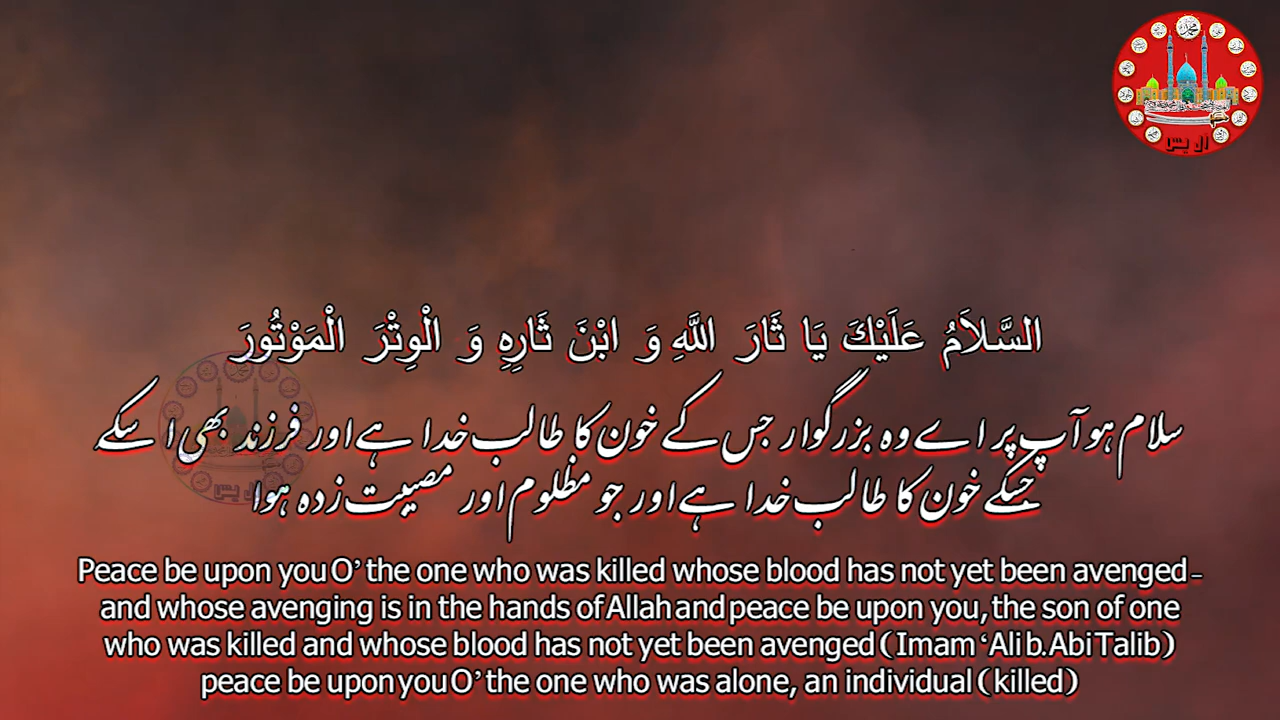 السَّلاَمُ عَلَيْكَ يَا ثَارَ اللَّهِ وَ ابْنَ ثَارِهِ وَ الْوِتْرَ الْمَوْتُورَ
سلام ہو آپ پر اے وہ بزرگوار جس کے خون کا طالب خدا ہے اور فرزند بھی اسکے
جسکے خون کا طالب خدا ہے اور جو مظلوم اور مصیبت زدہ ہوا
Peace be upon you O’ the one who was killed whose blood has not yet been avenged –
and whose avenging is in the hands of Allah and peace be upon you, the son of one
who was killed and whose blood has not yet been avenged (Imam ‘Ali b. Abi Talib)
peace be upon you O’ the one who was alone, an individual (killed)
آل یس